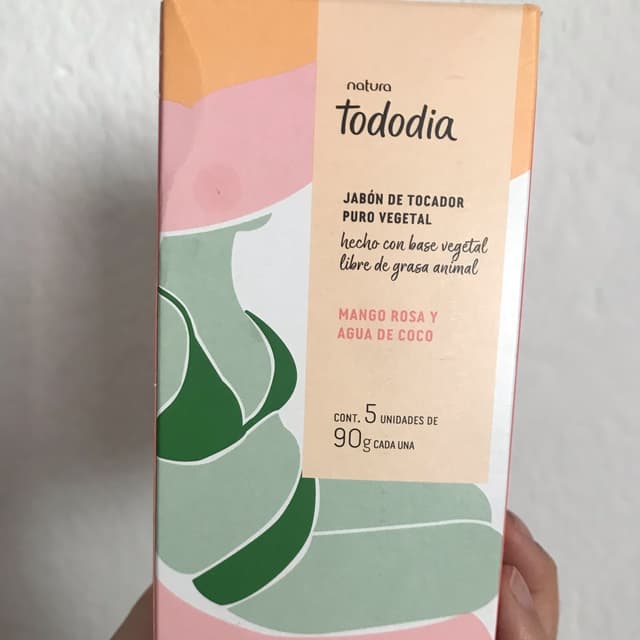 natura
tododia
JABÓN DE TOCADOR
PURO VEGETAL
hecho con base vegetal
libre de grasa animal
MANGO ROSA Y
AGUA DE COCO
CONT. 5 UNIDADES DE
90g CADA UNA